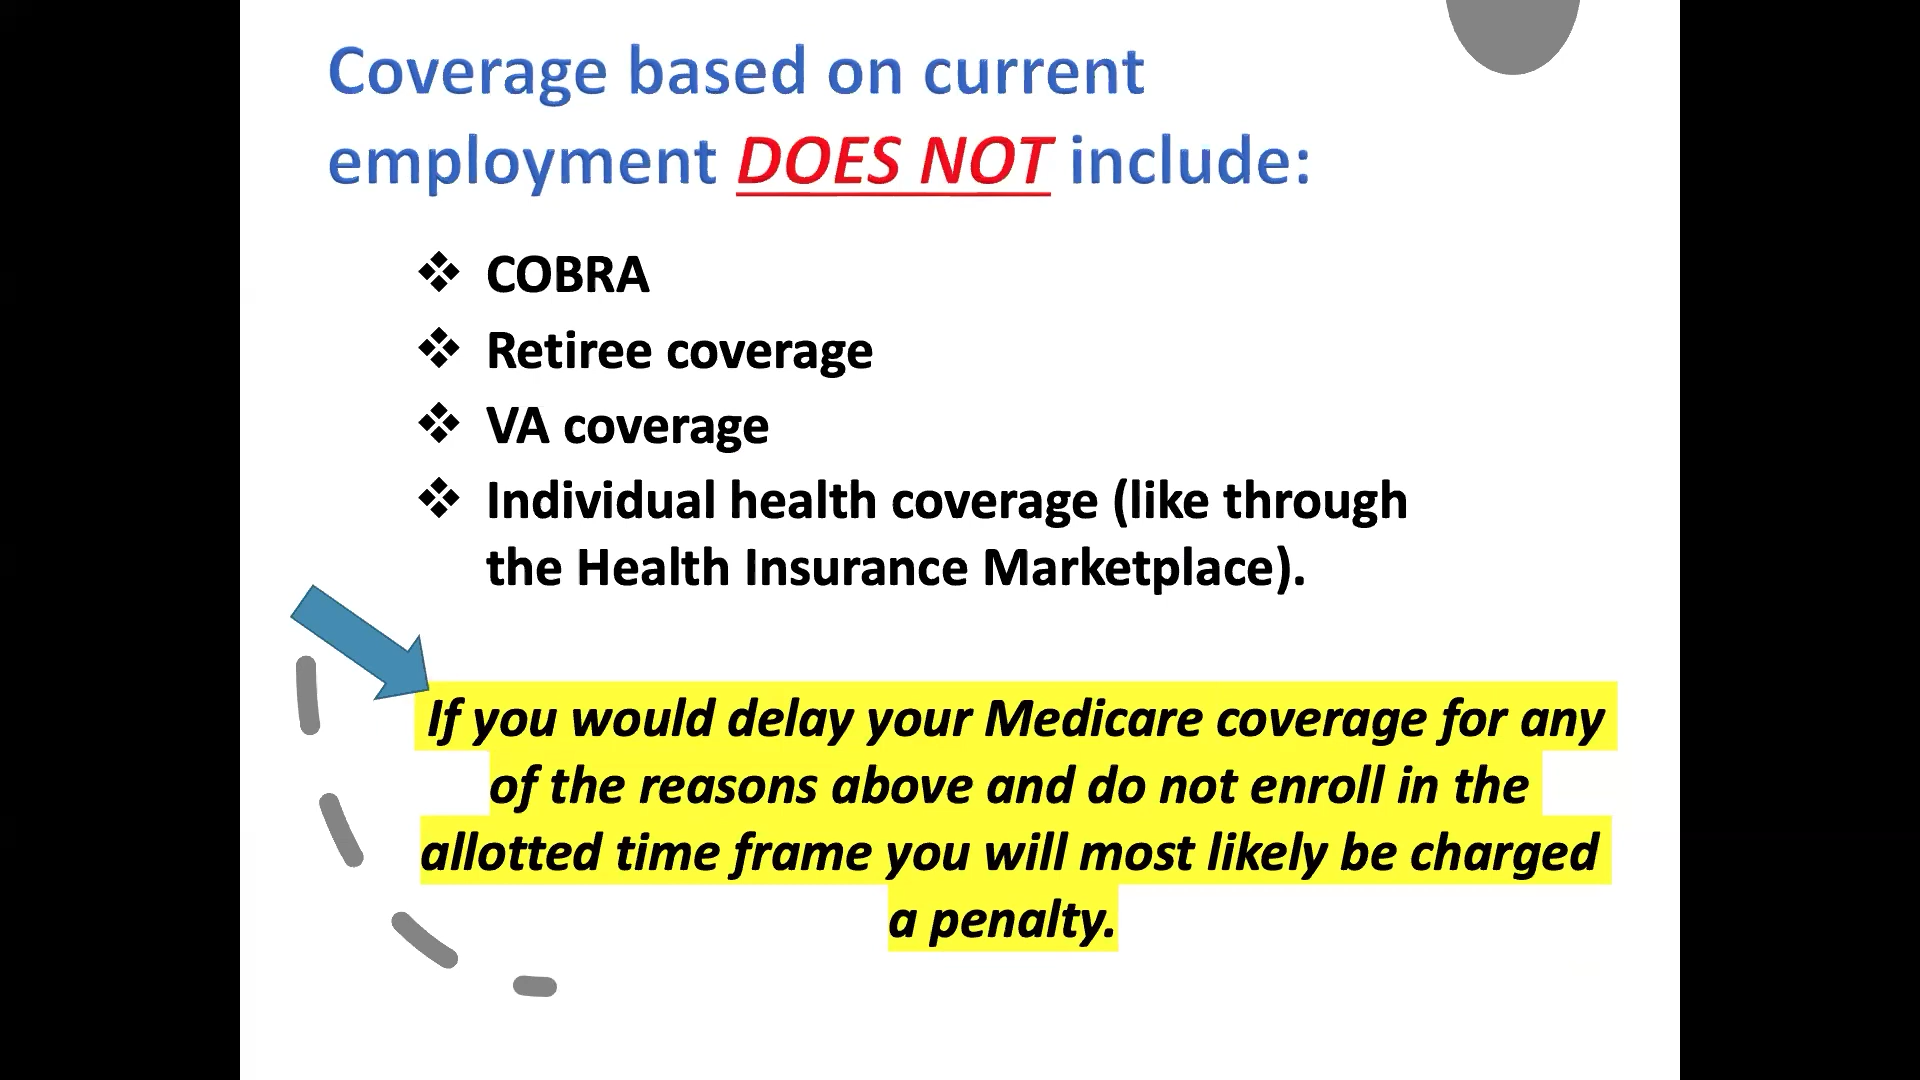 Coverage based on current
employment DOES NOT include:
❖ COBRA
❖ Retiree coverage
❖ VA coverage
❖ Individual health coverage (like through
the Health Insurance Marketplace).
If you would delay your Medicare coverage for any
of the reasons above and do not enroll in the
allotted time frame you will most likely be charged
a penalty.